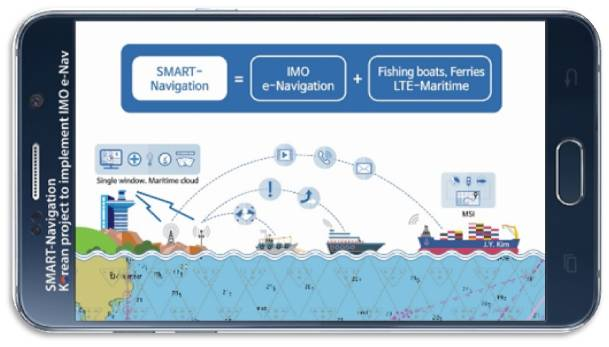 SMART-Navigation
Korean project to implement IMO e-Nav
SMART-
Navigation
=
IMO
e-Navigation
+
Fishing boats, Ferries
LTE-Maritime
Single window, Maritime cloud
MSI
J.Y. Kim